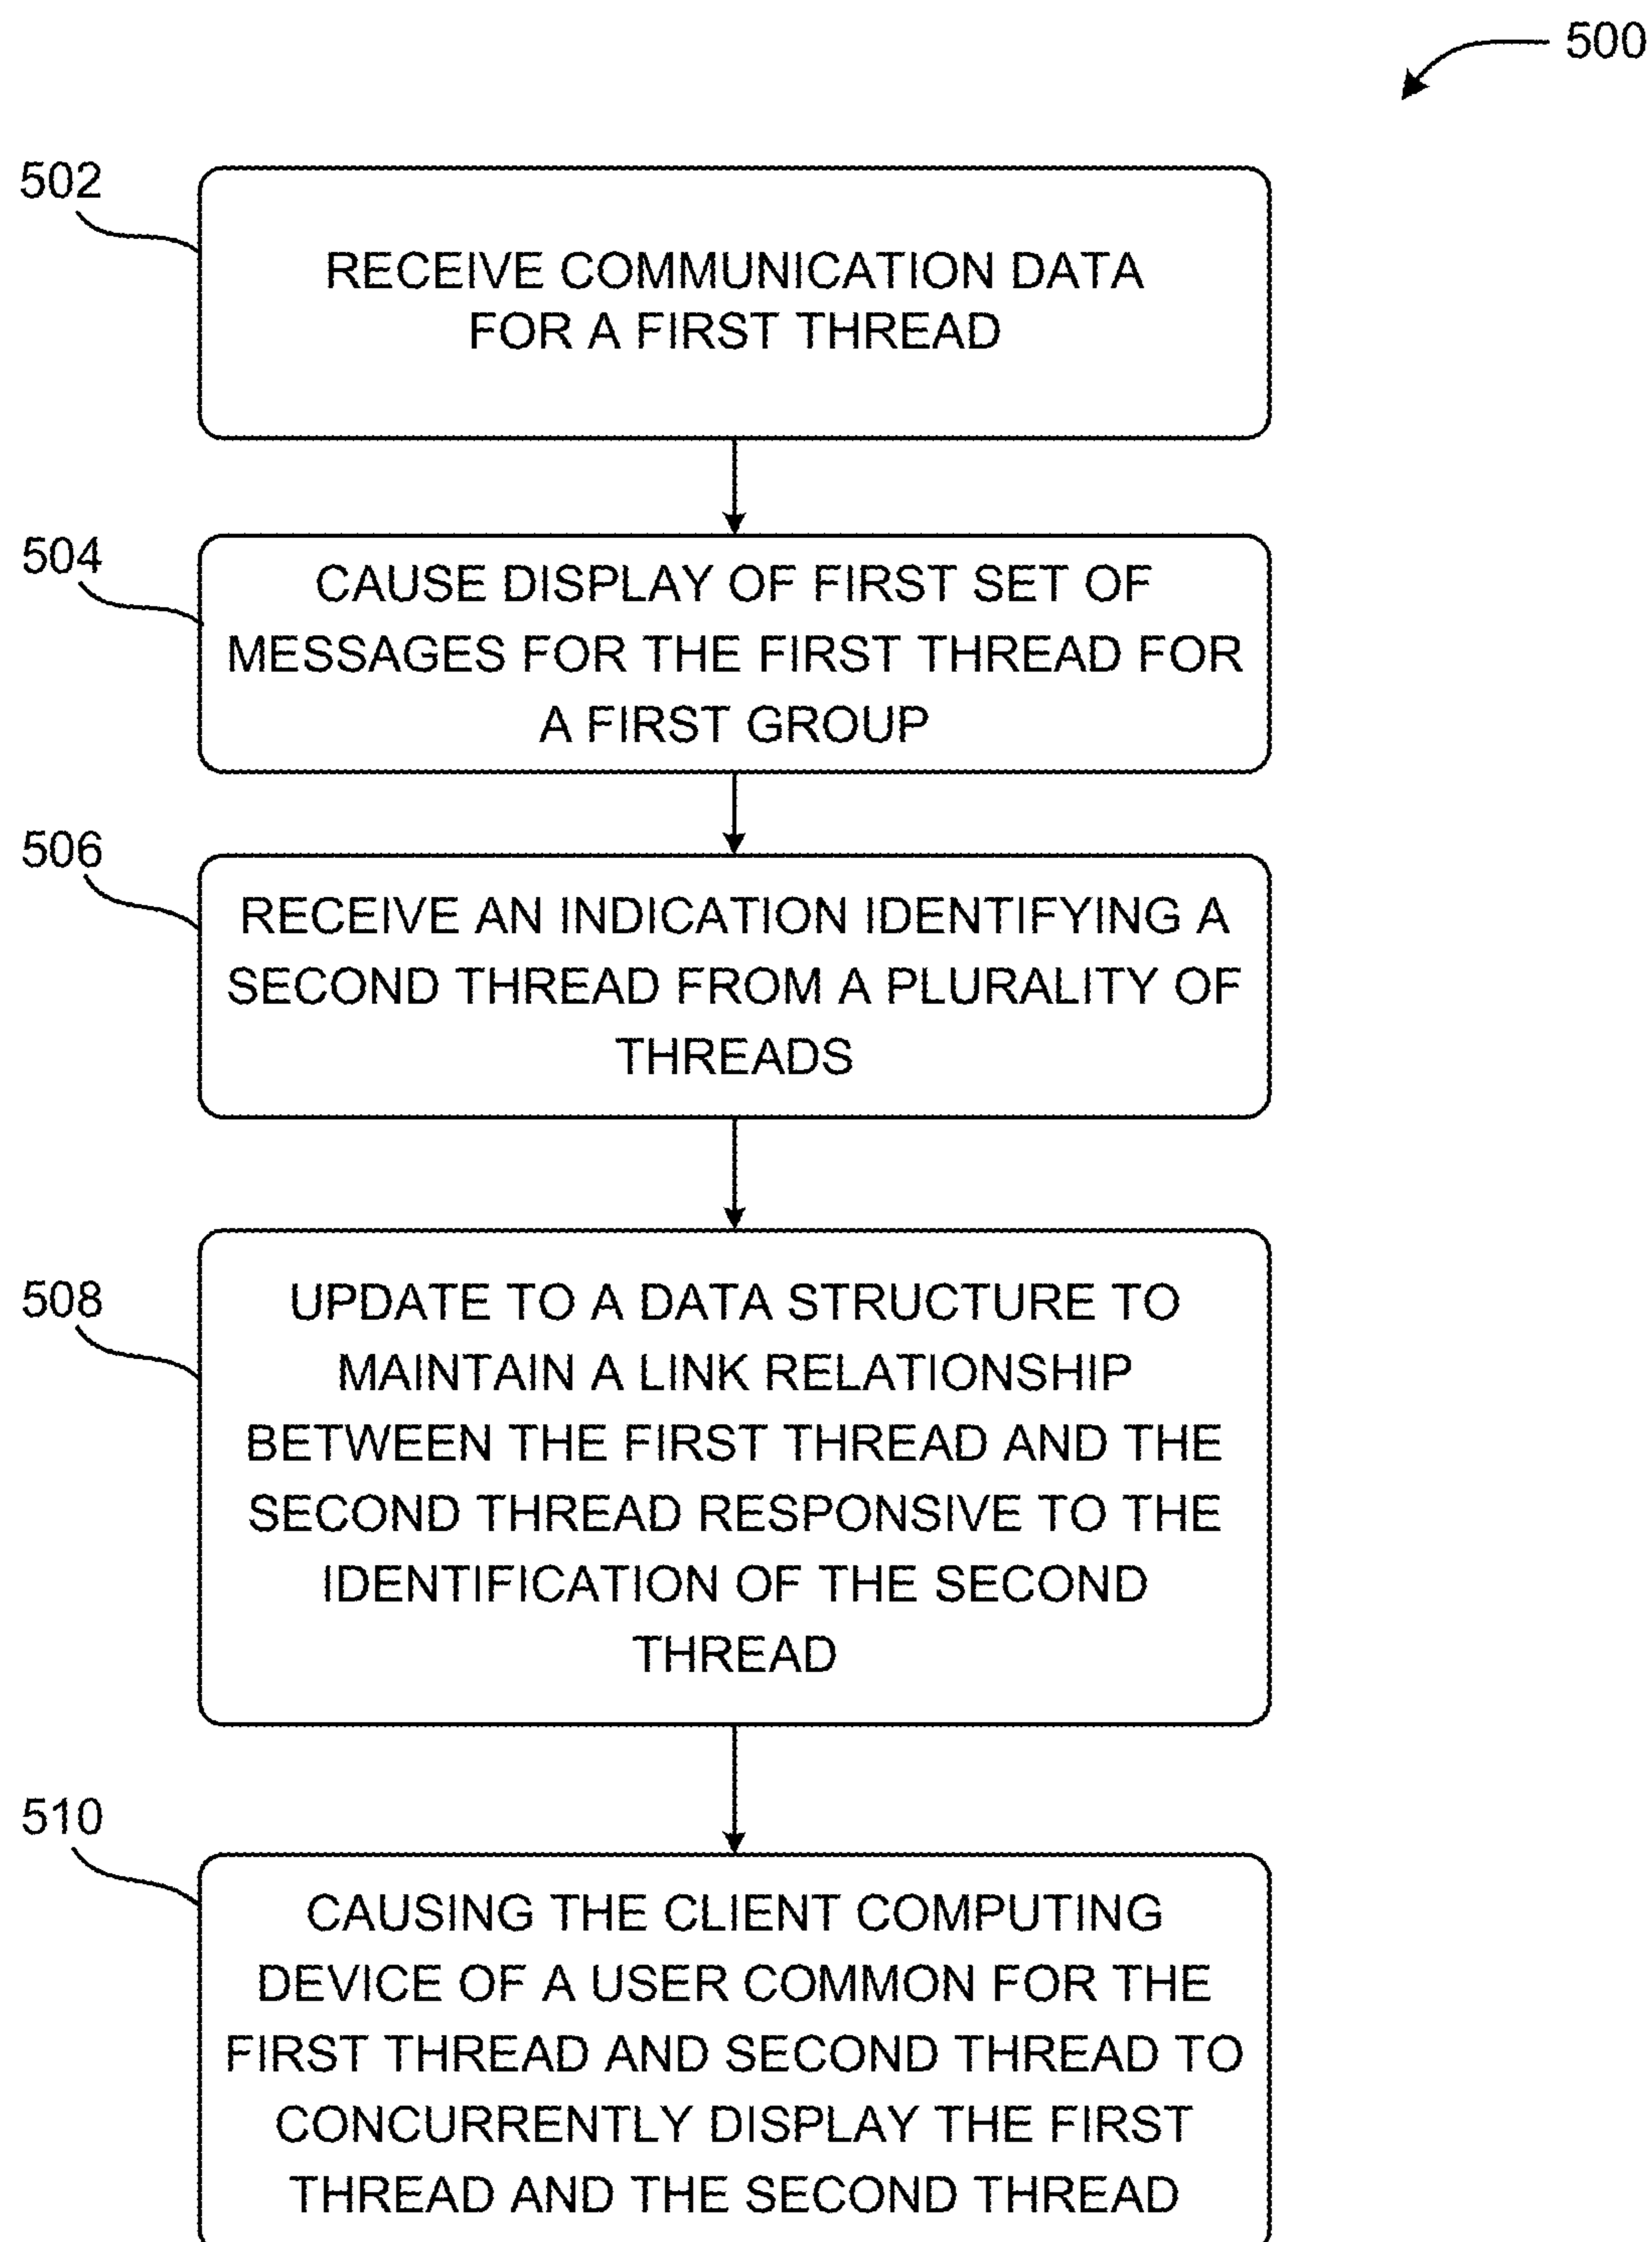 500
502
RECEIVE COMMUNICATION DATA
FOR A FIRST THREAD
504
CAUSE DISPLAY OF FIRST SET OF
MESSAGES FOR THE FIRST THREAD FOR
A FIRST GROUP
506
RECEIVE AN INDICATION IDENTIFYING A
SECOND THREAD FROM A PLURALITY OF
THREADS
508
UPDATE TO A DATA STRUCTURE TO
MAINTAIN A LINK RELATIONSHIP
BETWEEN THE FIRST THREAD AND THE
SECOND THREAD RESPONSIVE TO THE
IDENTIFICATION OF THE SECOND
THREAD
510
CAUSING THE CLIENT COMPUTING
DEVICE OF A USER COMMON FOR THE
FIRST THREAD AND SECOND THREAD TO
CONCURRENTLY DISPLAY THE FIRST
THREAD AND THE SECOND THREAD